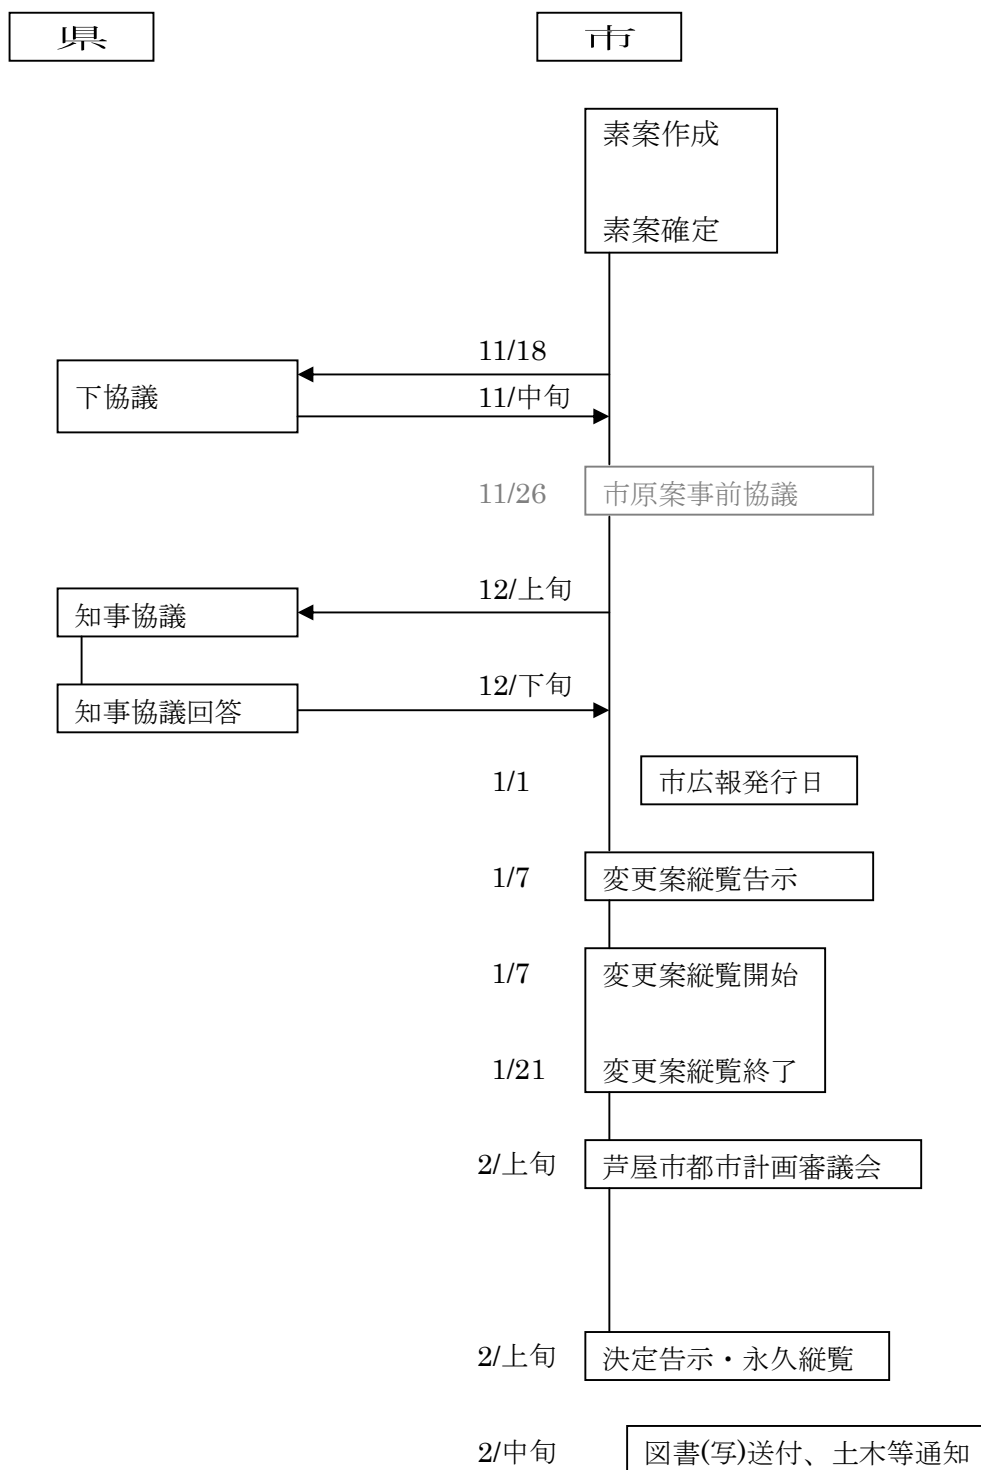 県
市
素案作成
素案確定
11/18
下協議
11/中旬
11/26
市原案事前協議
12/上旬
知事協議
12/下旬
知事協議回答
1/1
市広報発行日
1/7
変更案縦覧告示
1/7
変更案縦覧開始
1/21
変更案縦覧終了
2/上旬
芦屋市都市計画審議会
2/上旬
決定告示・永久縦覧
2/中旬
図書(写)送付、土木等通知